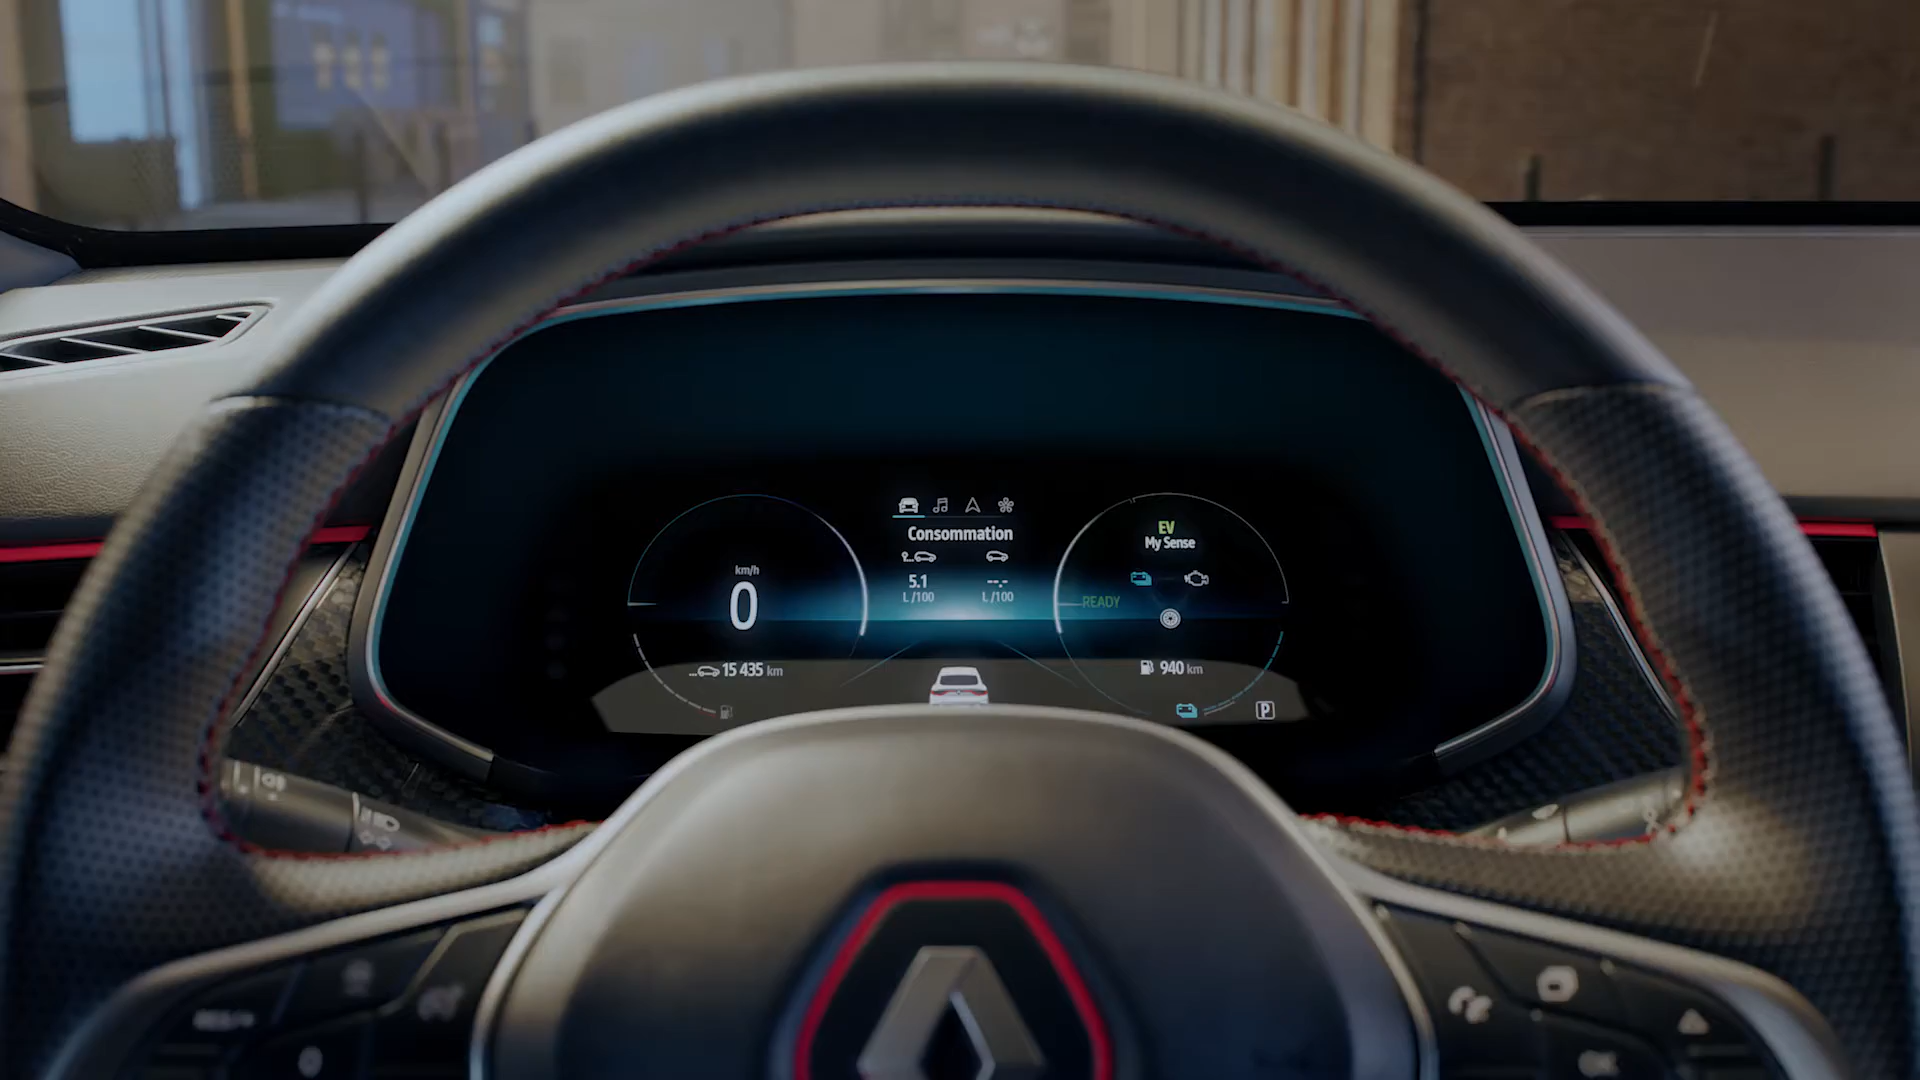 Consommation
5.1
--.-
L /100
L /100
km/h
0
15 435 km
EV
My Sense
READY
940 km
P